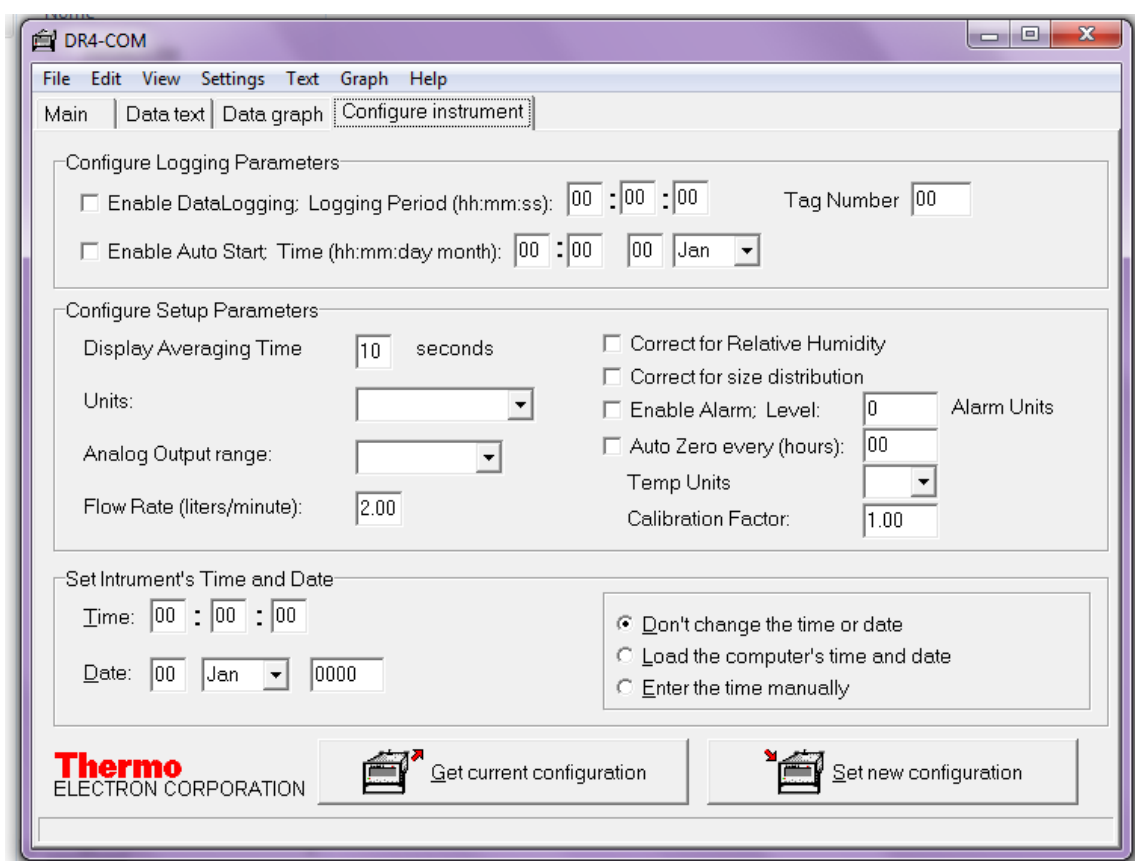 DR4-COM
File Edit View Settings Text Graph Help
Main Data text Data graph Configure instrument
Configure Logging Parameters
Enable DataLogging; Logging Period (hh:mm:ss): 00 : 00 : 00 Tag Number 00
Enable Auto Start; Time (hh:mm:day month): 00 : 00 00 Jan
Configure Setup Parameters
Display Averaging Time 10 seconds
Units:
Analog Output range:
Flow Rate (liters/minute): 2.00
Correct for Relative Humidity
Correct for size distribution
Enable Alarm; Level: 0 Alarm Units
Auto Zero every (hours): 00
Temp Units
Calibration Factor: 1.00
Set Intrument's Time and Date
Time: 00 : 00 : 00
Date: 00 Jan 0000
Don't change the time or date
Load the computer's time and date
Enter the time manually
Thermo
ELECTRON CORPORATION
Get current configuration
Set new configuration